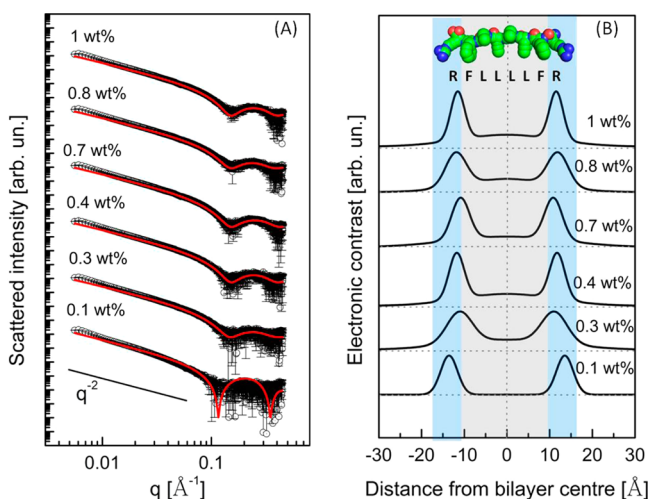 (A)
1 wt%
0.8 wt%
0.7 wt%
0.4 wt%
0.3 wt%
0.1 wt%
q-2
Scattered intensity [arb. un.]
0.01 0.1
q [Å-1]
(B)
R F L L L L F R
1 wt%
0.8 wt%
0.7 wt%
0.4 wt%
0.3 wt%
0.1 wt%
Electronic contrast [arb. un.]
-30 -20 -10 0 10 20 30
Distance from bilayer centre [Å]